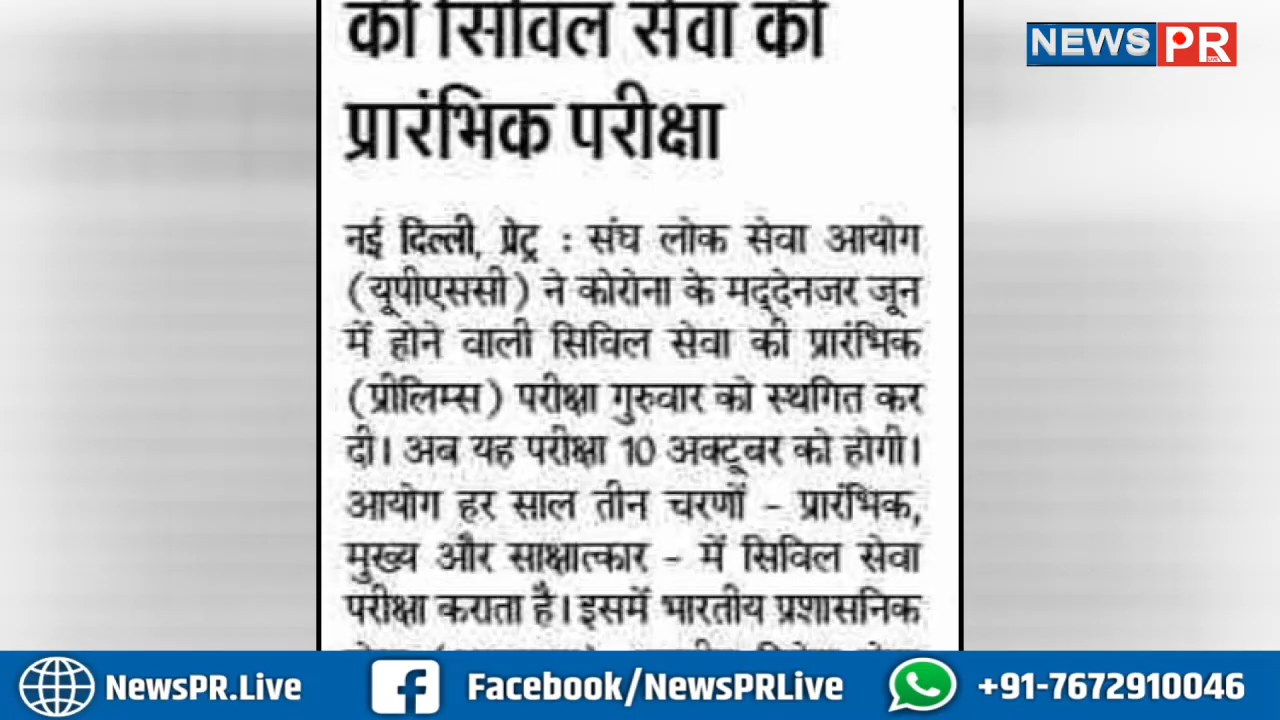 की सिविल सेवा की
प्रारंभिक परीक्षा
नई दिल्ली, प्रेट्र : संघ लोक सेवा आयोग
(यूपीएससी) ने कोरोना के मद्देनजर जून
में होने वाली सिविल सेवा की प्रारंभिक
(प्रीलिम्स) परीक्षा गुरुवार को स्थगित कर
दी। अब यह परीक्षा 10 अक्टूबर को होगी।
आयोग हर साल तीन चरणों - प्रारंभिक,
मुख्य और साक्षात्कार - में सिविल सेवा
परीक्षा कराता है। इसमें भारतीय प्रशासनिक
NEWS PR
LIVE
NewsPR.Live
Facebook/NewsPRLive
+91-7672910046